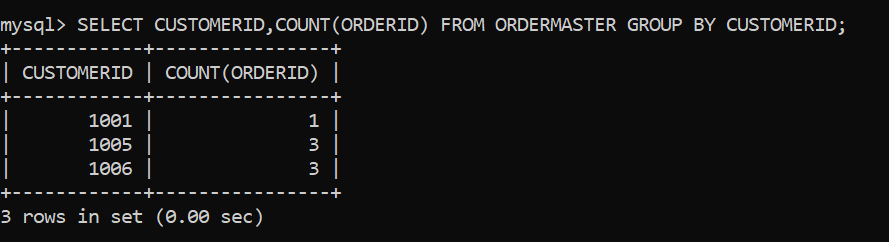 mysql> SELECT CUSTOMERID,COUNT(ORDERID) FROM ORDERMASTER GROUP BY CUSTOMERID;
+------------+----------------+
| CUSTOMERID | COUNT(ORDERID) |
+------------+----------------+
|       1001 |              1 |
|       1005 |              3 |
|       1006 |              3 |
+------------+----------------+
3 rows in set (0.00 sec)